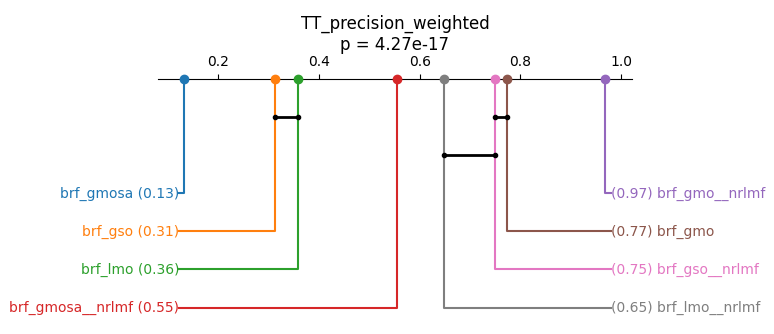 TT_precision_weighted
p = 4.27e-17
0.2 0.4 0.6 0.8 1.0
brf_gmosa (0.13) (0.97) brf_gmo__nrlmf
brf_gso (0.31) (0.77) brf_gmo
brf_lmo (0.36) (0.75) brf_gso__nrlmf
brf_gmosa__nrlmf (0.55) (0.65) brf_lmo__nrlmf